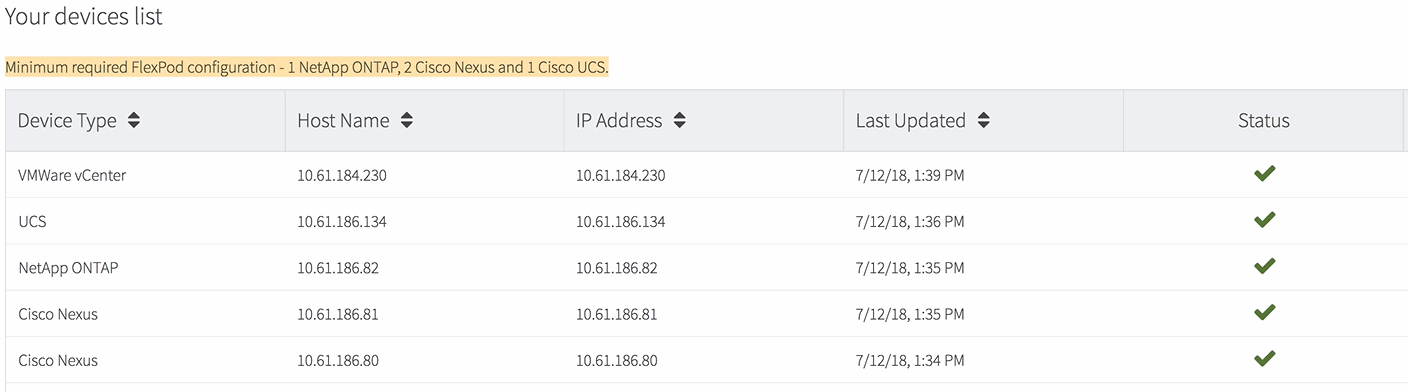 Your devices list
Minimum required FlexPod configuration - 1 NetApp ONTAP, 2 Cisco Nexus and 1 Cisco UCS.
Device Type Host Name IP Address Last Updated Status
VMWare vCenter 10.61.184.230 10.61.184.230 7/12/18, 1:39 PM
UCS 10.61.186.134 10.61.186.134 7/12/18, 1:36 PM
NetApp ONTAP 10.61.186.82 10.61.186.82 7/12/18, 1:35 PM
Cisco Nexus 10.61.186.81 10.61.186.81 7/12/18, 1:35 PM
Cisco Nexus 10.61.186.80 10.61.186.80 7/12/18, 1:34 PM